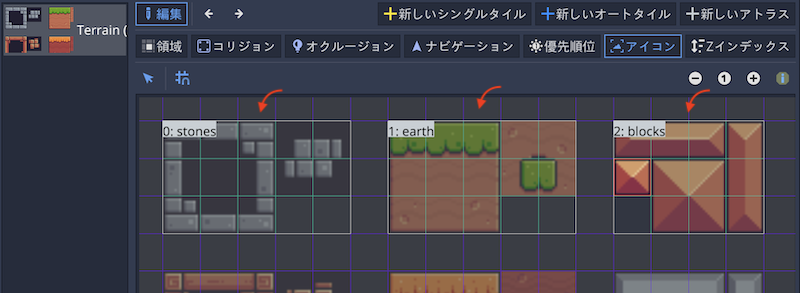 Terrain (
編集
新しいシングルタイル
新しいオートタイル
新しいアトラス
領域
コリジョン
オクルージョン
ナビゲーション
優先順位
アイコン
Zインデックス
1
0: stones
1: earth
2: blocks